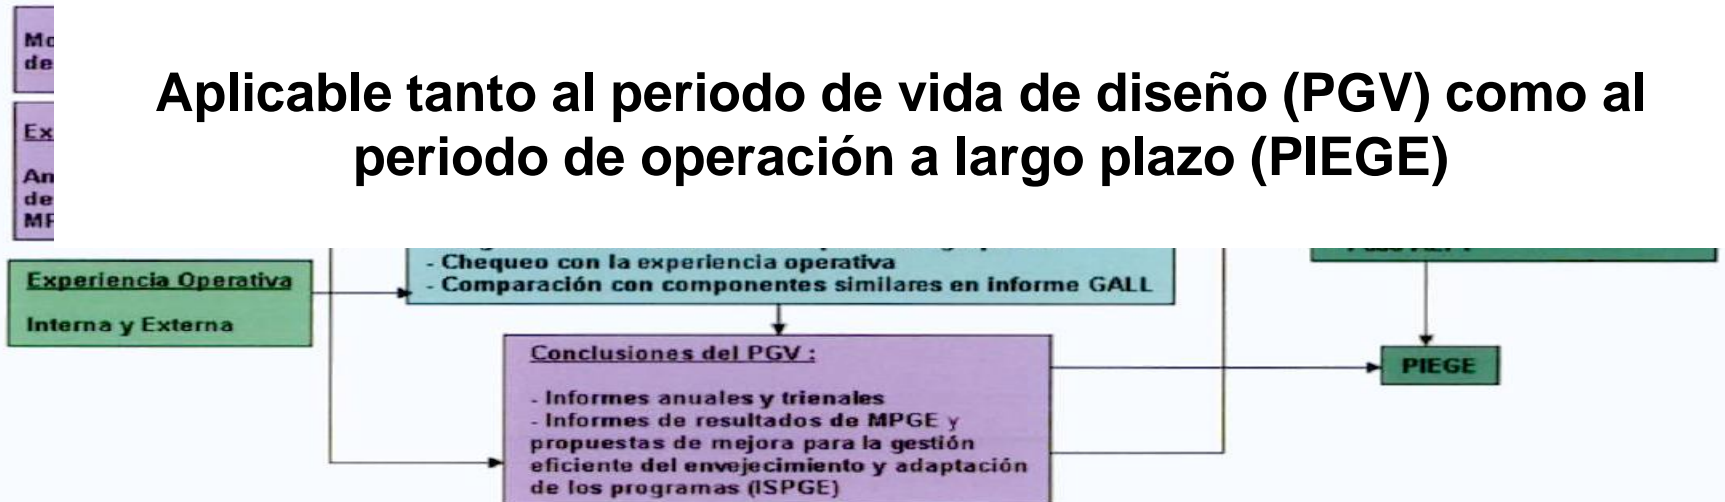 Aplicable tanto al periodo de vida de diseño (PGV) como al
periodo de operación a largo plazo (PIEGE)
- Chequeo con la experiencia operativa
- Comparación con componentes similares en informe GALL
Experiencia Operativa
Interna y Externa
Conclusiones del PGV :
- Informes anuales y trienales
- Informes de resultados de MPGE y
propuestas de mejora para la gestión
eficiente del envejecimiento y adaptación
de los programas (ISPGE)
PIEGE